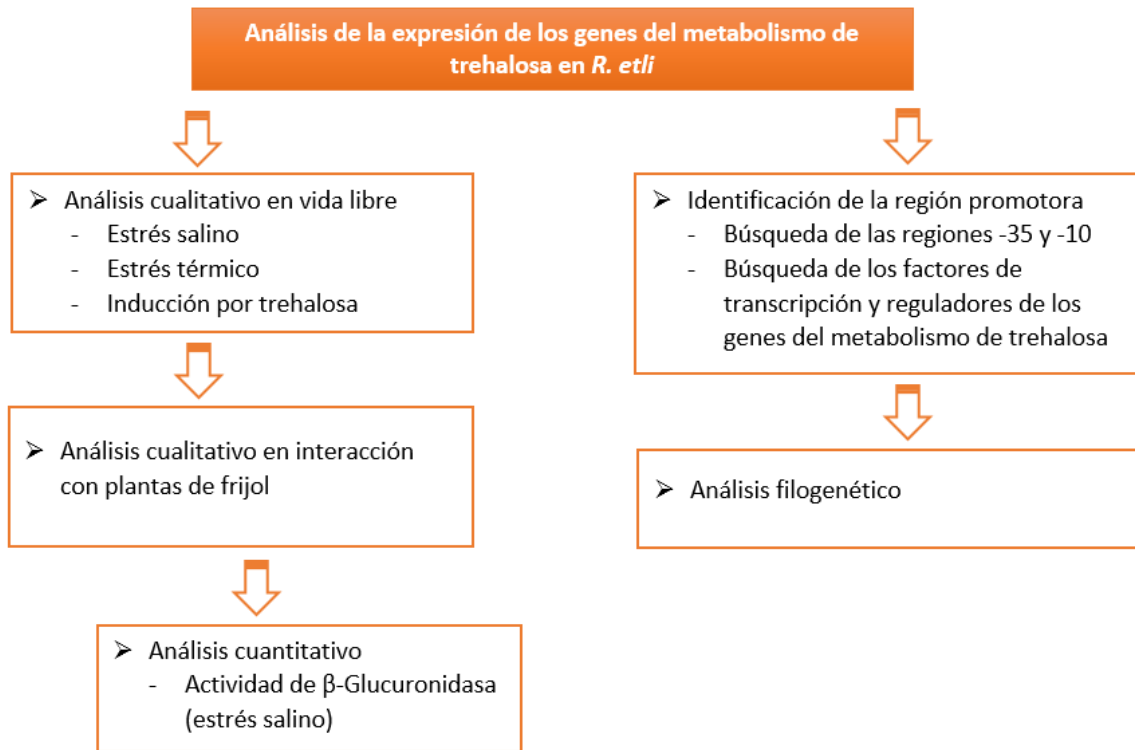 Análisis de la expresión de los genes del metabolismo de
trehalosa en R. etli
➢ Análisis cualitativo en vida libre
- Estrés salino
- Estrés térmico
- Inducción por trehalosa
➢ Análisis cualitativo en interacción
con plantas de frijol
➢ Análisis cuantitativo
- Actividad de β-Glucuronidasa
(estrés salino)
➢ Identificación de la región promotora
- Búsqueda de las regiones -35 y -10
- Búsqueda de los factores de
transcripción y reguladores de los
genes del metabolismo de trehalosa
➢ Análisis filogenético